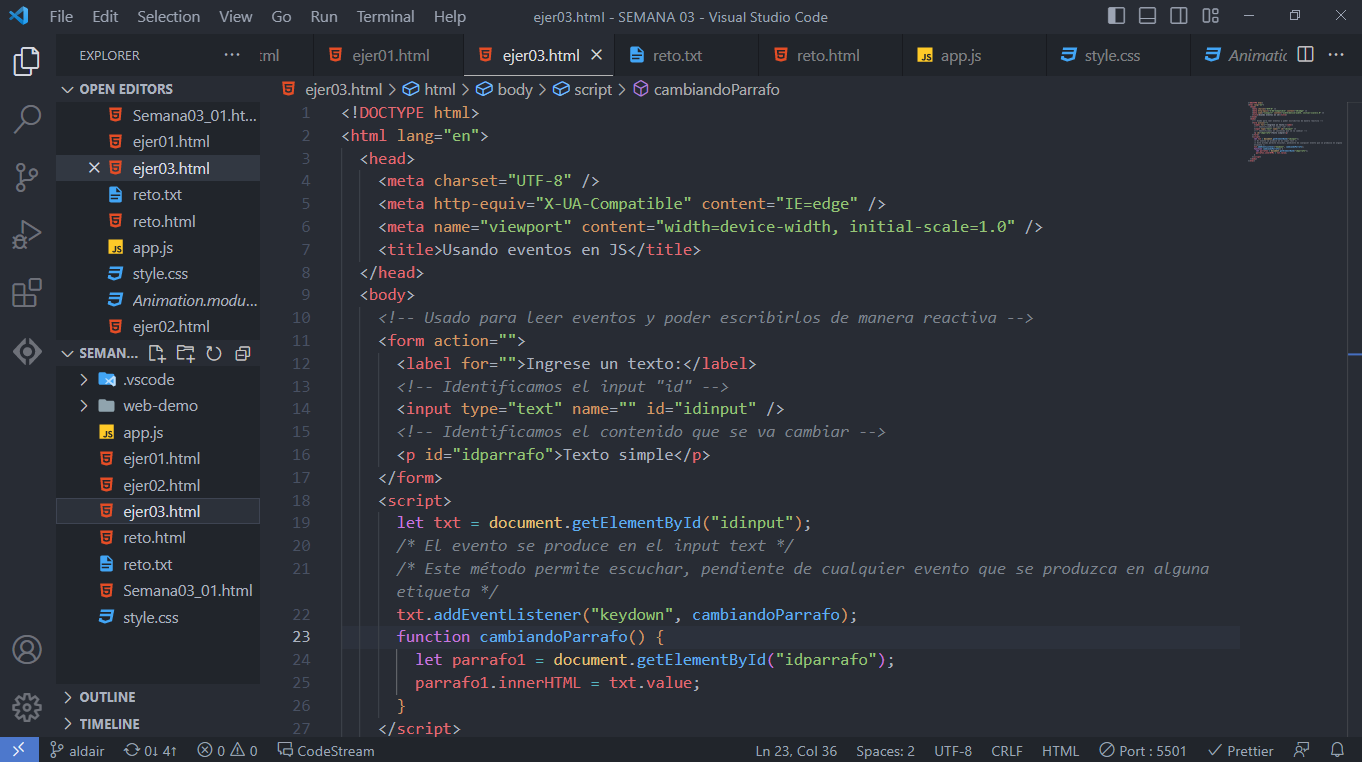 File Edit Selection View Go Run Terminal Help ejer03.html - SEMANA 03 - Visual Studio Code
EXPLORER
tml ejer01.html ejer03.html reto.txt reto.html app.js style.css Animatic
OPEN EDITORS
Semana03_01.ht...
ejer01.html
ejer03.html
reto.txt
reto.html
app.js
style.css
Animation.modu...
ejer02.html
SEMAN...
.vscode
web-demo
app.js
ejer01.html
ejer02.html
ejer03.html
reto.html
reto.txt
Semana03_01.html
style.css
OUTLINE
TIMELINE
ejer03.html > html > body > script > cambiandoParrafo
1 <!DOCTYPE html>
2 <html lang="en">
3 <head>
4 <meta charset="UTF-8" />
5 <meta http-equiv="X-UA-Compatible" content="IE=edge" />
6 <meta name="viewport" content="width=device-width, initial-scale=1.0" />
7 <title>Usando eventos en JS</title>
8 </head>
9 <body>
10 <!-- Usado para leer eventos y poder escribirlos de manera reactiva -->
11 <form action="">
12 <label for="">Ingrese un texto:</label>
13 <!-- Identificamos el input "id" -->
14 <input type="text" name="" id="idinput" />
15 <!-- Identificamos el contenido que se va cambiar -->
16 <p id="idparrafo">Texto simple</p>
17 </form>
18 <script>
19 let txt = document.getElementById("idinput");
20 /* El evento se produce en el input text */
21 /* Este método permite escuchar, pendiente de cualquier evento que se produzca en alguna
etiqueta */
22 txt.addEventListener("keydown", cambiandoParrafo);
23 function cambiandoParrafo() {
24 let parrafo1 = document.getElementById("idparrafo");
25 parrafo1.innerHTML = txt.value;
26 }
27 </script>
aldair 0↓ 4↑ 0 0 CodeStream Ln 23, Col 36 Spaces: 2 UTF-8 CRLF HTML Port : 5501 Prettier